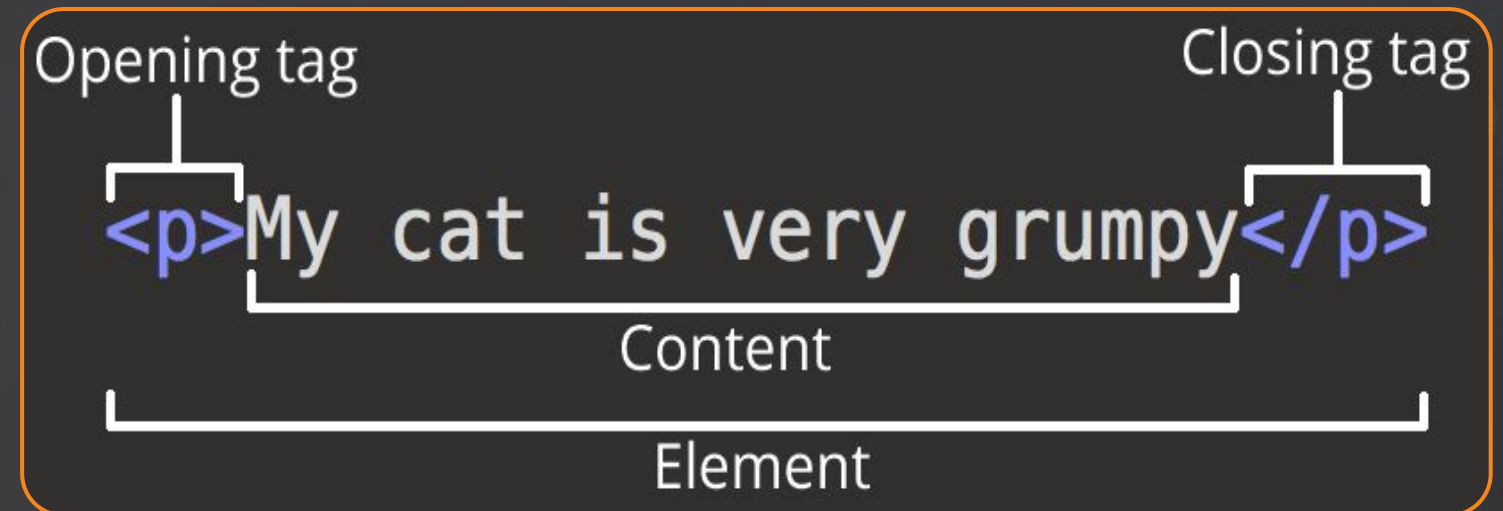 Opening tag
Closing tag
<p>My cat is very grumpy</p>
Content
Element